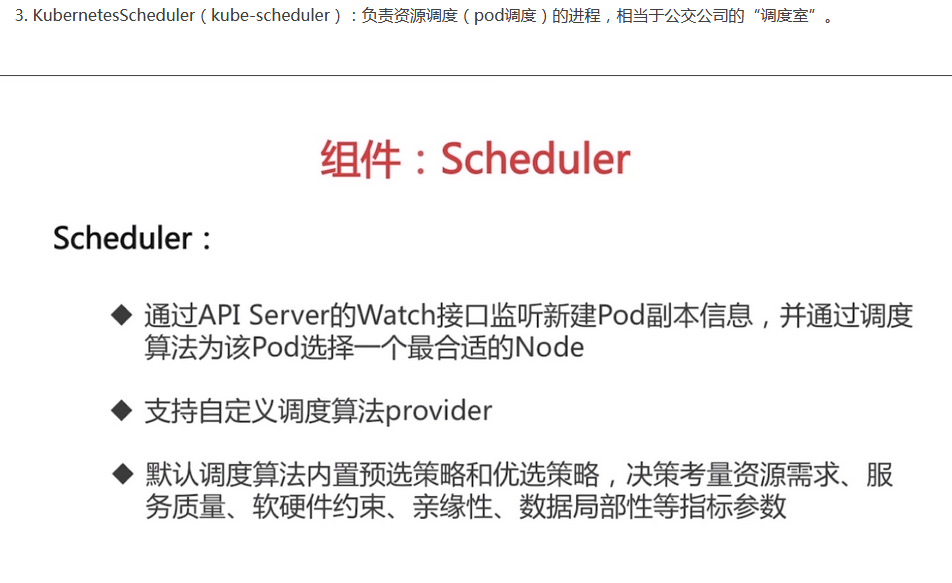 3. KubernetesScheduler（kube-scheduler）：负责资源调度（pod调度）的进程，相当于公交公司的“调度室”。
组件：Scheduler
Scheduler：
◆ 通过API Server的Watch接口监听新建Pod副本信息，并通过调度
算法为该Pod选择一个最合适的Node
◆ 支持自定义调度算法provider
◆ 默认调度算法内置预选策略和优选策略，决策考量资源需求、服
务质量、软硬件约束、亲缘性、数据局部性等指标参数